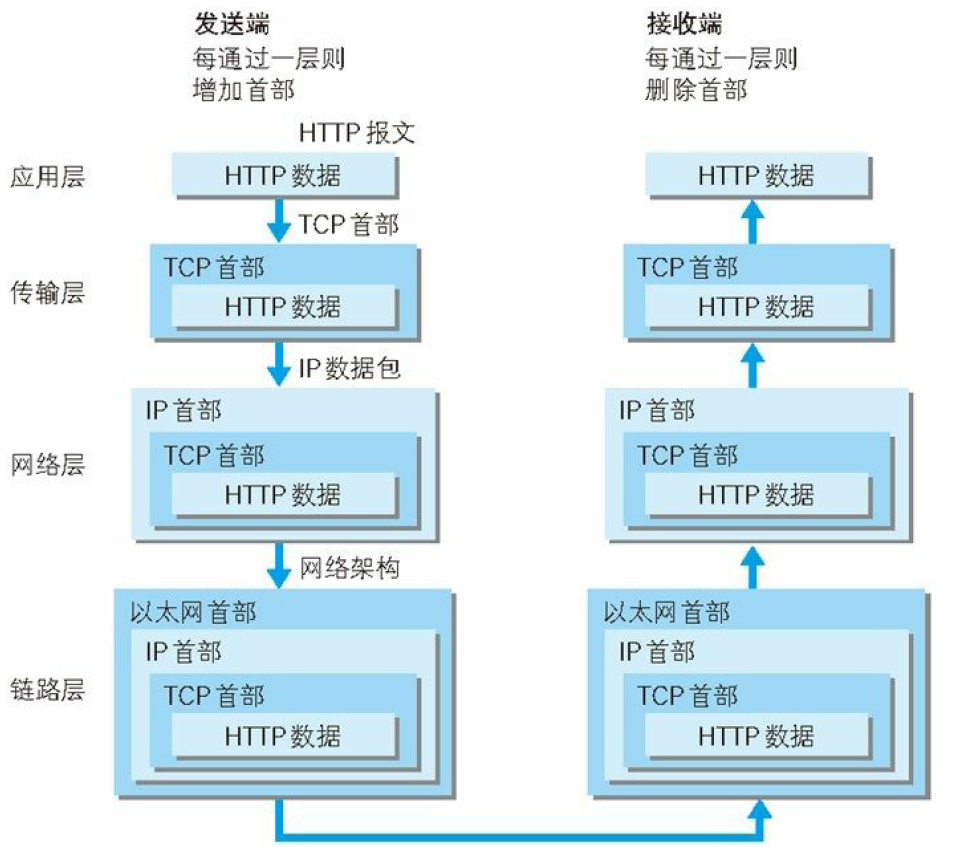 发送端
每通过一层则
增加首部
接收端
每通过一层则
删除首部
HTTP 报文
应用层
HTTP 数据
HTTP 数据
TCP 首部
传输层
TCP 首部
HTTP 数据
TCP 首部
HTTP 数据
IP 数据包
网络层
IP 首部
TCP 首部
HTTP 数据
IP 首部
TCP 首部
HTTP 数据
网络架构
链路层
以太网首部
IP 首部
TCP 首部
HTTP 数据
以太网首部
IP 首部
TCP 首部
HTTP 数据